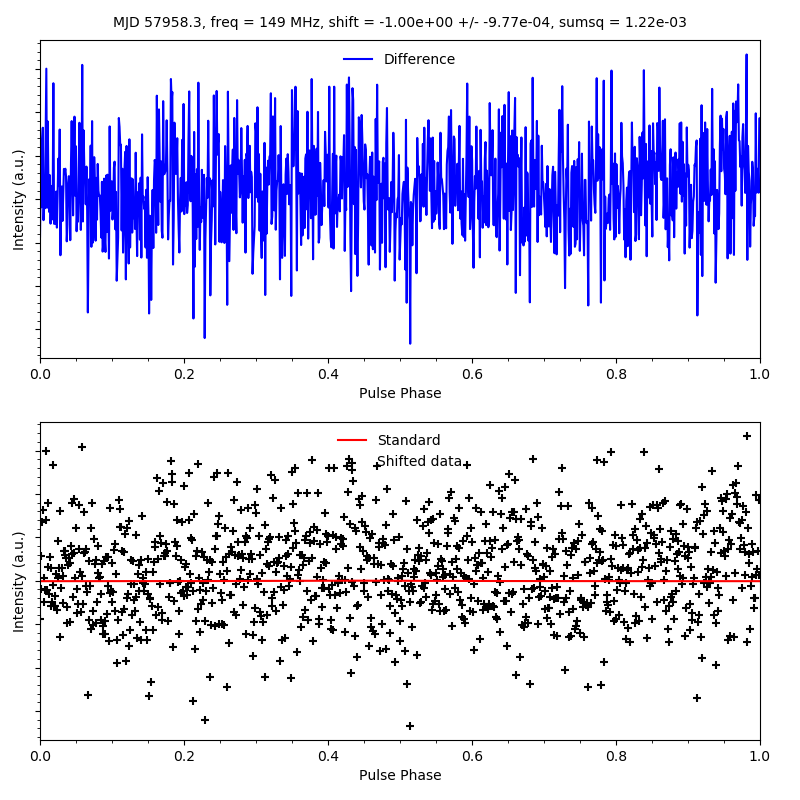 MJD 57958.3, freq = 149 MHz, shift = -1.00e+00 +/- -9.77e-04, sumsq = 1.22e-03
Difference
Intensity (a.u.)
0.0 0.2 0.4 0.6 0.8 1.0
Pulse Phase
Standard
Shifted data
Intensity (a.u.)
0.0 0.2 0.4 0.6 0.8 1.0
Pulse Phase